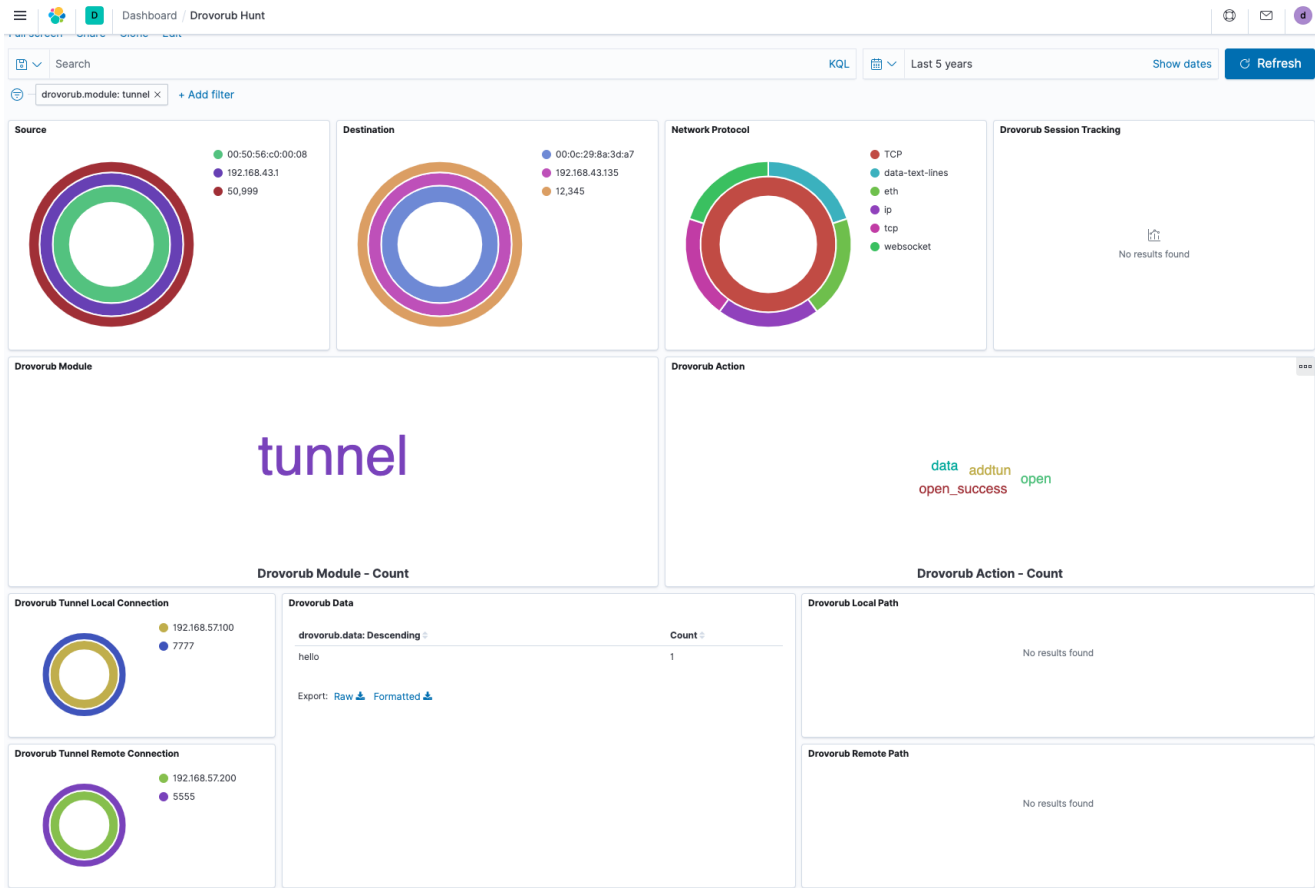 D Dashboard / Drovorub Hunt d
Full screen Share Clone Edit
Search KQL Last 5 years Show dates Refresh
drovorub.module: tunnel × + Add filter
Source
00:50:56:c0:00:08
192.168.43.1
50,999
Destination
00:0c:29:8a:3d:a7
192.168.43.135
12,345
Network Protocol
TCP
data-text-lines
eth
ip
tcp
websocket
Drovorub Session Tracking
No results found
Drovorub Module
tunnel
Drovorub Module - Count
Drovorub Action
data addtun open
open_success
Drovorub Action - Count
Drovorub Tunnel Local Connection
192.168.57.100
7777
Drovorub Tunnel Remote Connection
192.168.57.200
5555
Drovorub Data
drovorub.data: Descending Count
hello 1
Export: Raw Formatted
Drovorub Local Path
No results found
Drovorub Remote Path
No results found